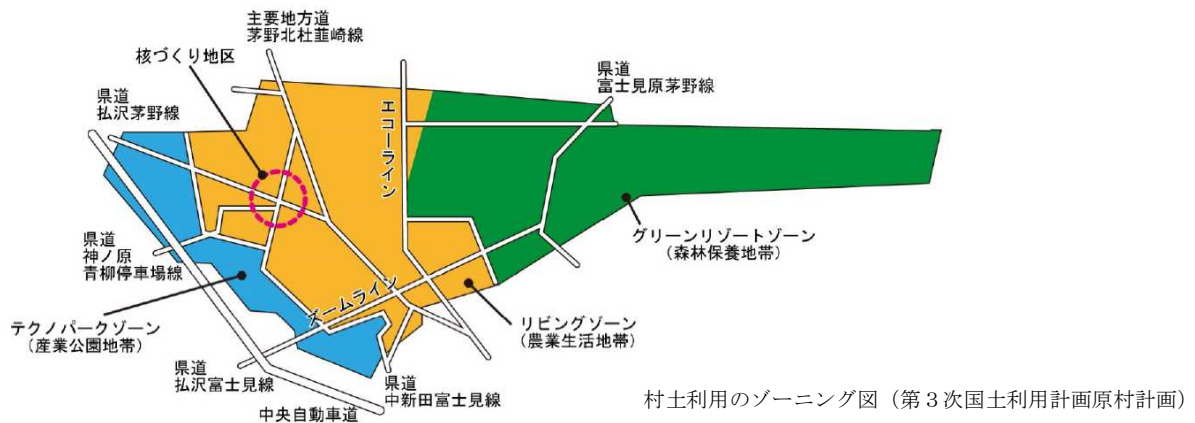 主要地方道
茅野北杜韮崎線
核づくり地区
県道
払沢茅野線
エコーライン
県道
富士見原茅野線
グリーンリゾートゾーン
（森林保養地帯）
県道
神ノ原
青柳停車場線
ズームライン
テクノパークゾーン
（産業公園地帯）
リビングゾーン
（農業生活地帯）
県道
払沢富士見線
県道
中新田富士見線
中央自動車道
村土利用のゾーニング図（第３次国土利用計画原村計画）